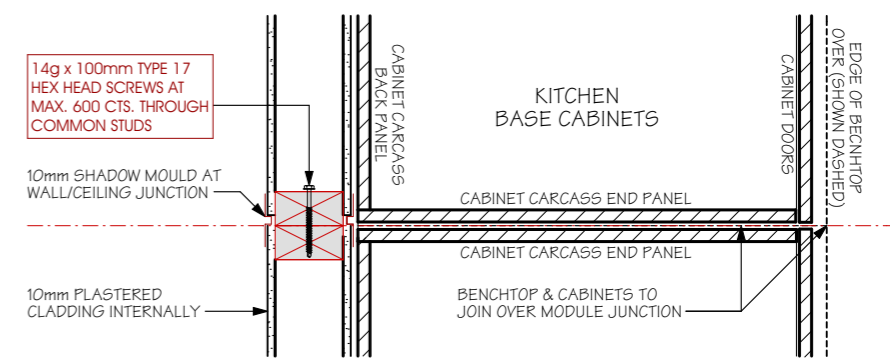 14g x 100mm TYPE 17
HEX HEAD SCREWS AT
MAX. 600 CTS. THROUGH
COMMON STUDS
10mm SHADOW MOULD AT
WALL/CEILING JUNCTION
10mm PLASTERED
CLADDING INTERNALLY
CABINET CARCASS
BACK PANEL
KITCHEN
BASE CABINETS
CABINET CARCASS END PANEL
CABINET CARCASS END PANEL
BENCHTOP & CABINETS TO
JOIN OVER MODULE JUNCTION
CABINET DOORS
EDGE OF BECNHTOP
OVER (SHOWN DASHED)